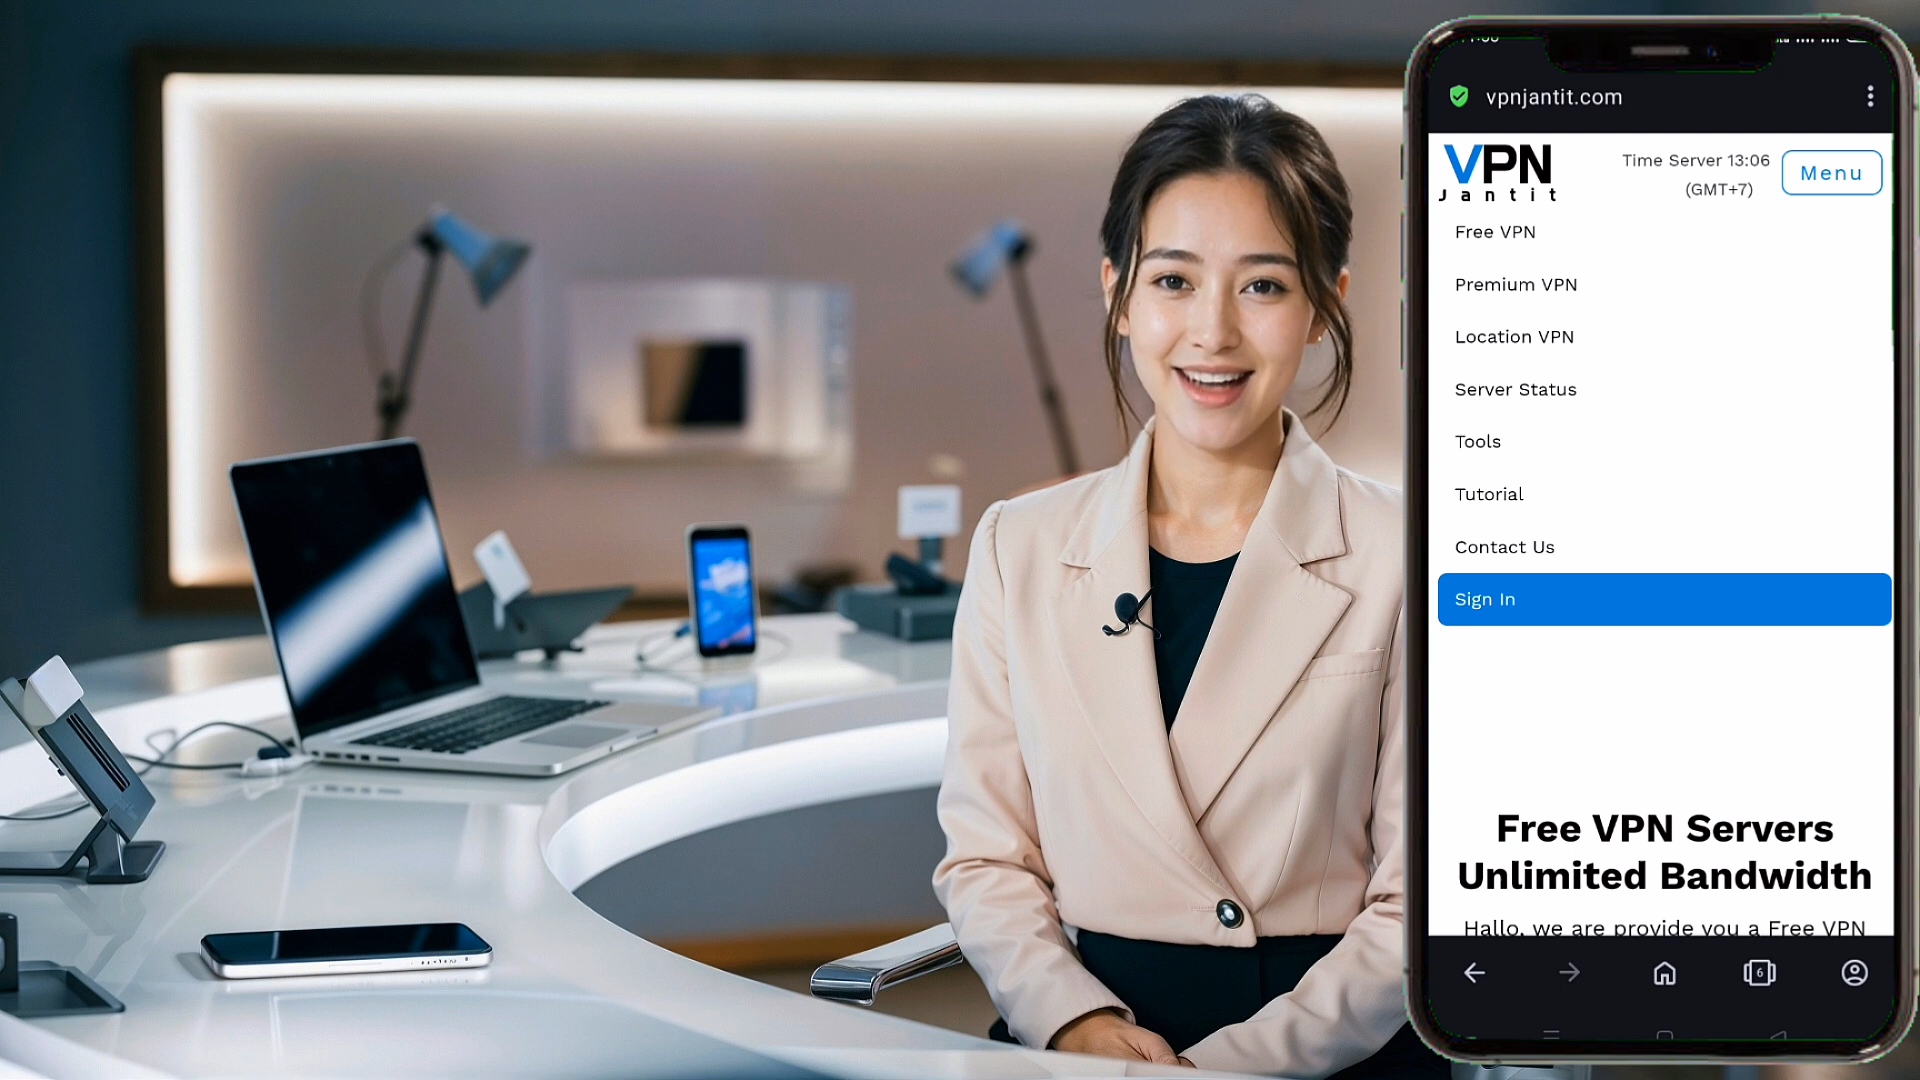 vpnjantit.com
VPN
Jantit
Time Server 13:06
(GMT+7)
Menu
Free VPN
Premium VPN
Location VPN
Server Status
Tools
Tutorial
Contact Us
Sign In
Free VPN Servers
Unlimited Bandwidth
Hallo, we are provide you a Free VPN
6